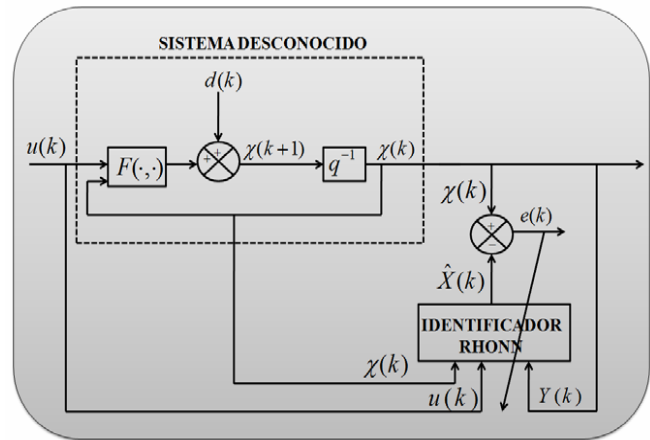 SISTEMA DESCONOCIDO
d(k)
u(k)
F(·,·)
+
+
χ(k+1)
q⁻¹
χ(k)
χ(k)
+
−
e(k)
X̂(k)
IDENTIFICADOR
RHONN
χ(k)
u(k)
Y(k)